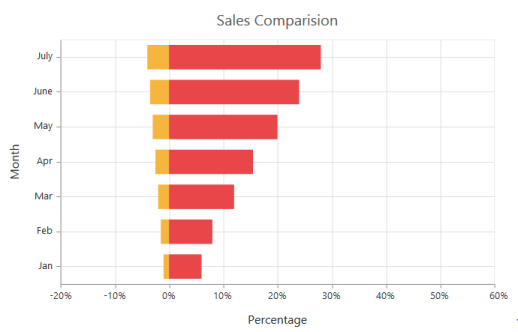 Sales Comparision
July
June
May
Apr
Mar
Feb
Jan
Month
-20% -10% 0% 10% 20% 30% 40% 50% 60%
Percentage